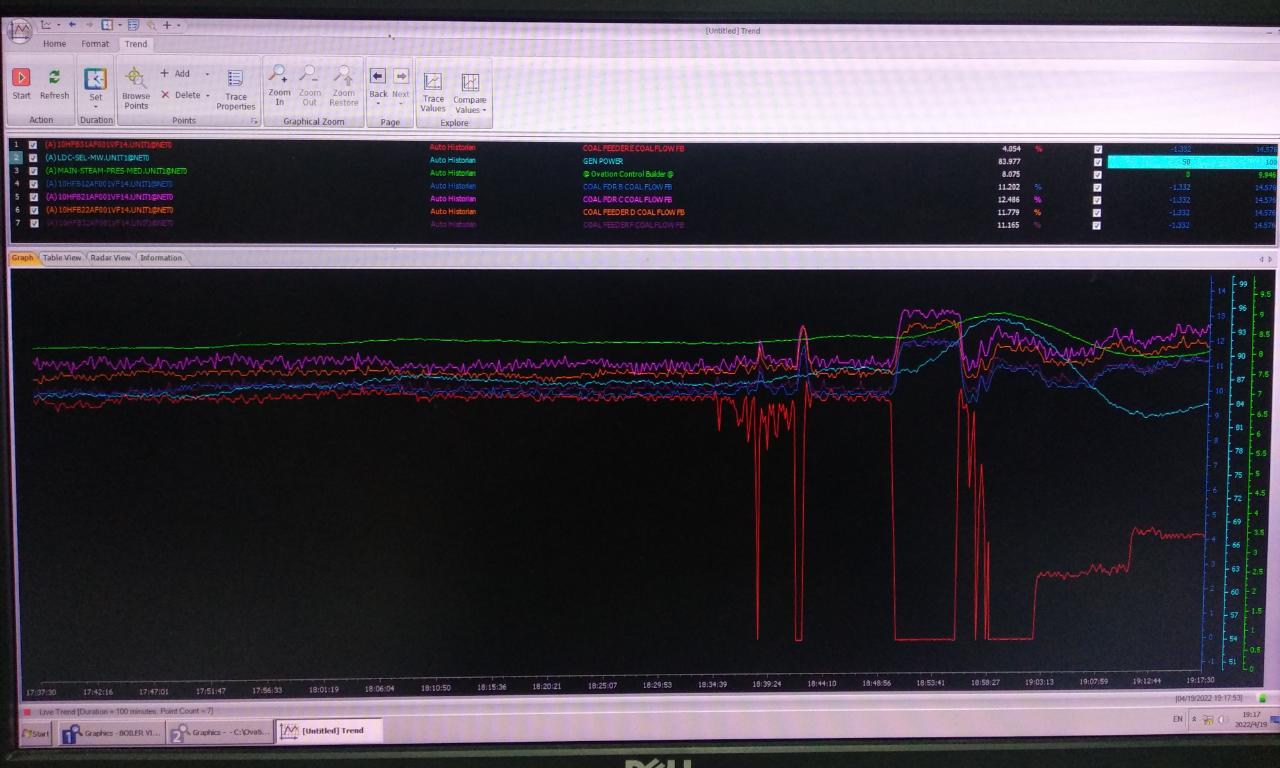 [Untitled] Trend
Home Format Trend
Start Refresh Set Browse Points Add Delete Trace Properties Zoom In Zoom Out Zoom Restore Back Next Trace Values Compare Values
Action Duration Points Graphical Zoom Page Explore
1 (A) 10HFB31AF001VF14.UNIT1@NET0 Auto Historian COAL FEEDER E COAL FLOW FB 4.054 % -1.332 14.576
2 (A) LDC-SEL-MW.UNIT1@NET0 Auto Historian GEN POWER 83.977 50 100
3 (A) MAIN-STEAM-PRES-MED.UNIT1@NET0 @ Ovation Control Builder @ 8.075 0 9.946
4 (A) 10HFB12AF001VF14.UNIT1@NET0 Auto Historian COAL FDR B COAL FLOW FB 11.202 % -1.332 14.576
5 (A) 10HFB21AF001VF14.UNIT1@NET0 Auto Historian COAL FDR C COAL FLOW FB 12.486 % -1.332 14.576
6 (A) 10HFB22AF001VF14.UNIT1@NET0 Auto Historian COAL FEEDER D COAL FLOW FB 11.779 % -1.332 14.576
7 (A) 10HFB32AF001VF14.UNIT1@NET0 Auto Historian COAL FEEDER F COAL FLOW FB 11.165 % -1.332 14.576
Graph Table View Radar View Information
14 13 12 11 10 9 8 7 6 5 4 3 2 1 0 -1
99 96 93 90 87 84 81 78 75 72 69 66 63 60 57 54 51
9.5 9 8.5 8 7.5 7 6.5 6 5.5 5 4.5 4 3.5 3 2.5 2 1.5 1 0.5 0
17:37:30 17:42:16 17:47:01 17:51:47 17:56:33 18:01:19 18:06:04 18:10:50 18:15:36 18:20:21 18:25:07 18:29:53 18:34:39 18:39:24 18:44:10 18:48:56 18:53:41 18:58:27 19:03:13 19:07:59 19:12:44 19:17:30
[04/19/2022 19:17:53]
Live Trend [Duration = 100 minutes, Point Count = 7]
Start 1 Graphics - BOILER VI... 2 Graphics - - C:\Ovati... [Untitled] Trend EN 19:17
2022/4/19
DELL